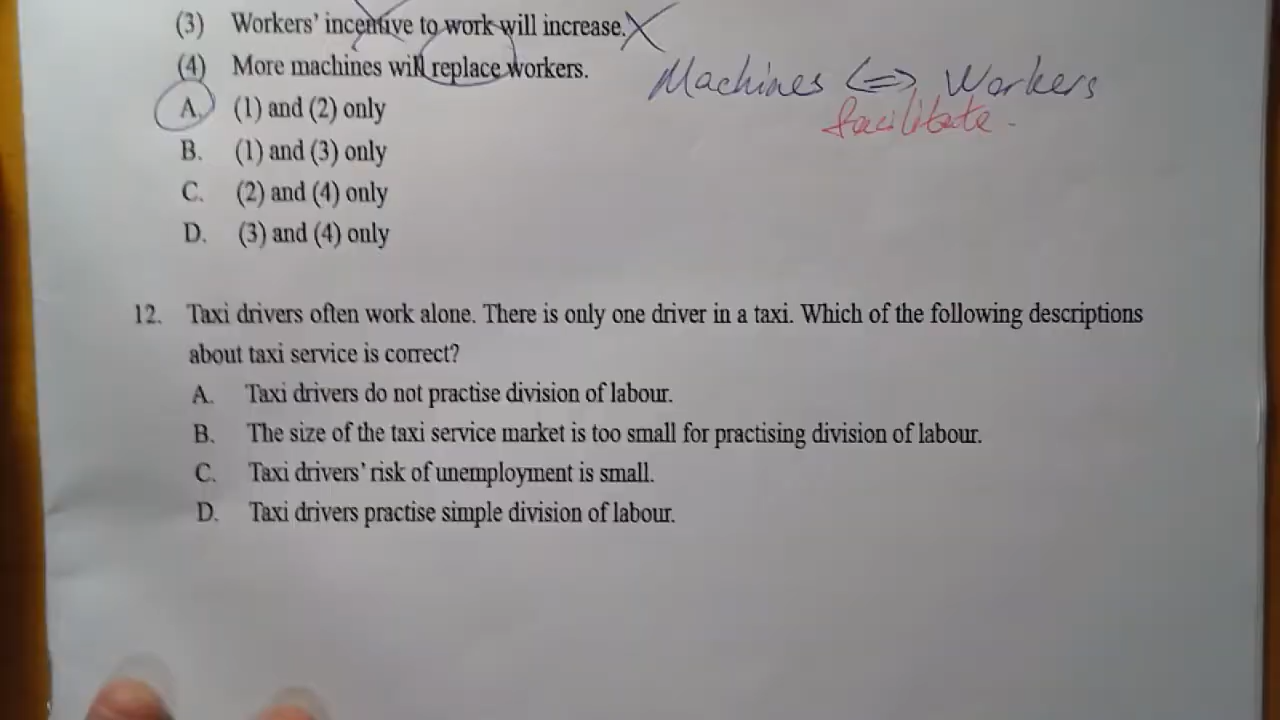 (3) Workers' incentive to work will increase.
(4) More machines will replace workers.
Machines <=> Workers
facilitate.
A. (1) and (2) only
B. (1) and (3) only
C. (2) and (4) only
D. (3) and (4) only
12. Taxi drivers often work alone. There is only one driver in a taxi. Which of the following descriptions
about taxi service is correct?
A. Taxi drivers do not practise division of labour.
B. The size of the taxi service market is too small for practising division of labour.
C. Taxi drivers' risk of unemployment is small.
D. Taxi drivers practise simple division of labour.